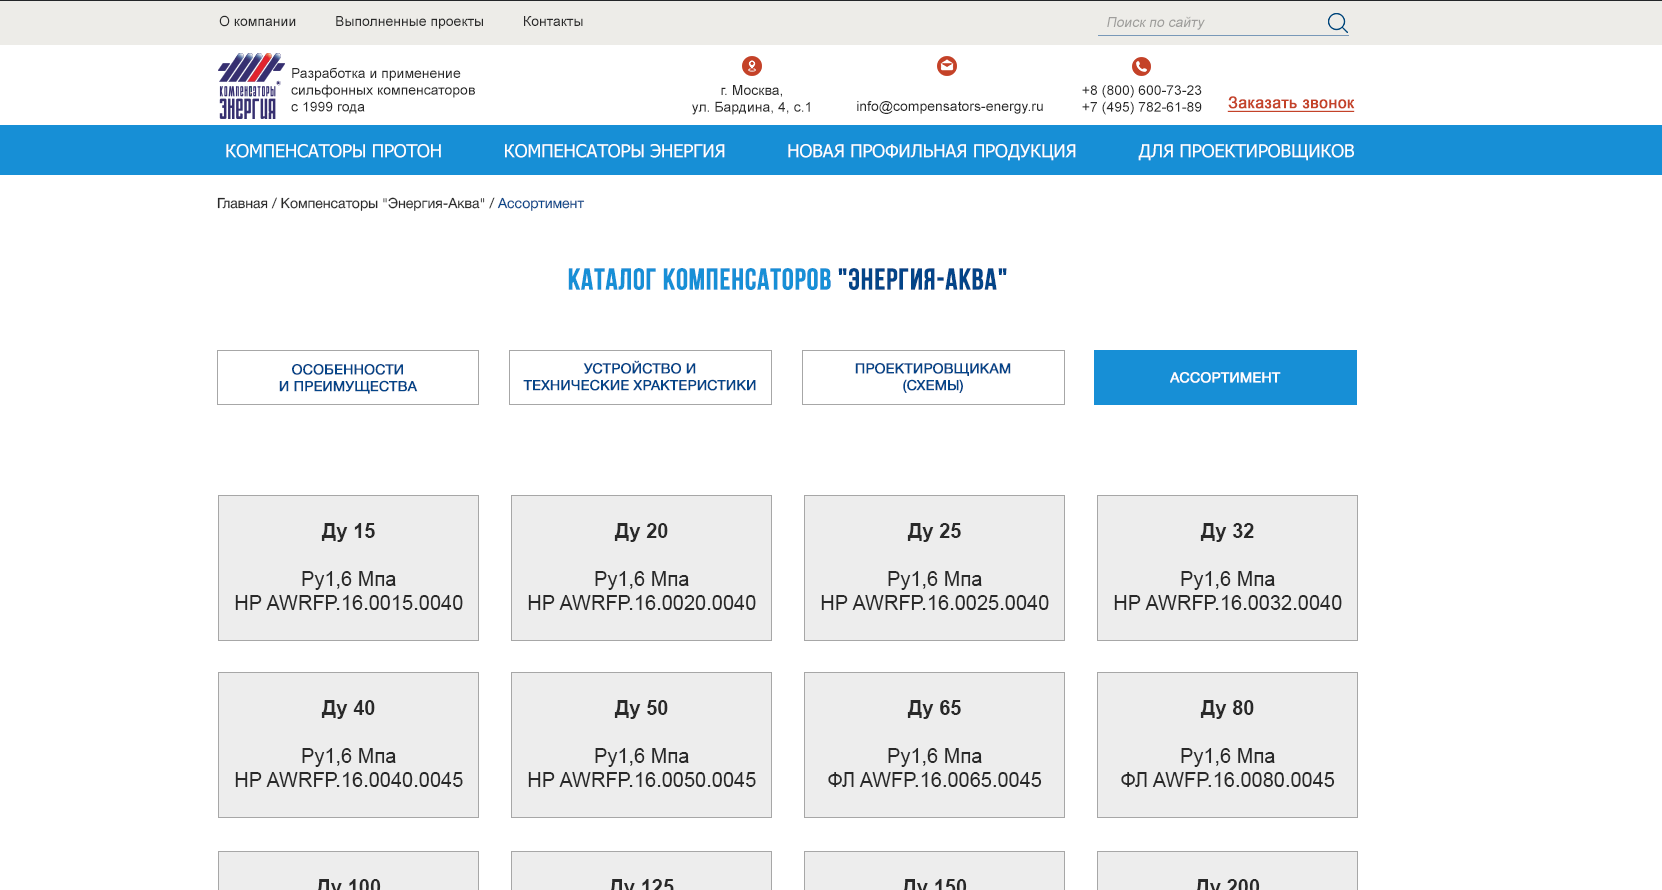 О компании
Выполненные проекты
Контакты
Поиск по сайту
КОМПЕНСАТОРЫ
ЭНЕРГИЯ
Разработка и применение
сильфонных компенсаторов
с 1999 года
г. Москва,
ул. Бардина, 4, с.1
info@compensators-energy.ru
+8 (800) 600-73-23
+7 (495) 782-61-89
Заказать звонок
КОМПЕНСАТОРЫ ПРОТОН
КОМПЕНСАТОРЫ ЭНЕРГИЯ
НОВАЯ ПРОФИЛЬНАЯ ПРОДУКЦИЯ
ДЛЯ ПРОЕКТИРОВЩИКОВ
Главная / Компенсаторы "Энергия-Аква" / Ассортимент
КАТАЛОГ КОМПЕНСАТОРОВ "ЭНЕРГИЯ-АКВА"
ОСОБЕННОСТИ
И ПРЕИМУЩЕСТВА
УСТРОЙСТВО И
ТЕХНИЧЕСКИЕ ХРАКТЕРИСТИКИ
ПРОЕКТИРОВЩИКАМ
(СХЕМЫ)
АССОРТИМЕНТ
Ду 15
Ру1,6 Мпа
НР AWRFP.16.0015.0040
Ду 20
Ру1,6 Мпа
НР AWRFP.16.0020.0040
Ду 25
Ру1,6 Мпа
НР AWRFP.16.0025.0040
Ду 32
Ру1,6 Мпа
НР AWRFP.16.0032.0040
Ду 40
Ру1,6 Мпа
НР AWRFP.16.0040.0045
Ду 50
Ру1,6 Мпа
НР AWRFP.16.0050.0045
Ду 65
Ру1,6 Мпа
ФЛ AWFP.16.0065.0045
Ду 80
Ру1,6 Мпа
ФЛ AWFP.16.0080.0045
Ду 100
Ду 125
Ду 150
Ду 200